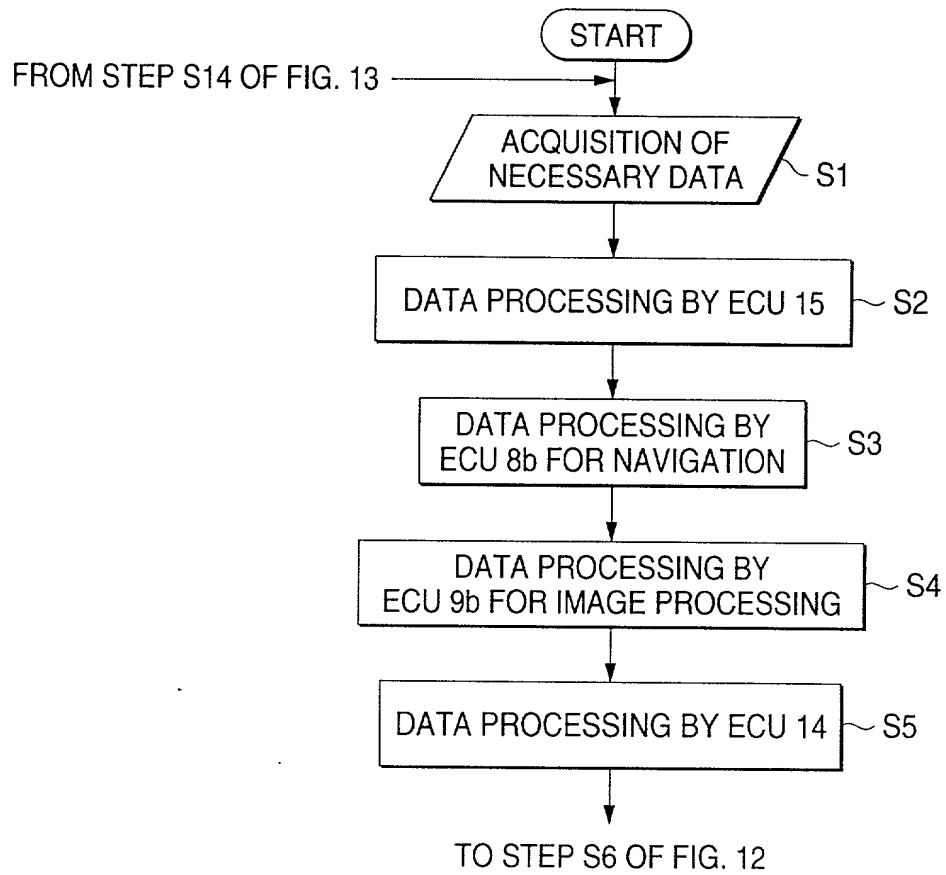 START
FROM STEP S14 OF FIG. 13
ACQUISITION OF
NECESSARY DATA
S1
DATA PROCESSING BY ECU 15
S2
DATA PROCESSING BY
ECU 8b FOR NAVIGATION
S3
DATA PROCESSING BY
ECU 9b FOR IMAGE PROCESSING
S4
DATA PROCESSING BY ECU 14
S5
TO STEP S6 OF FIG. 12